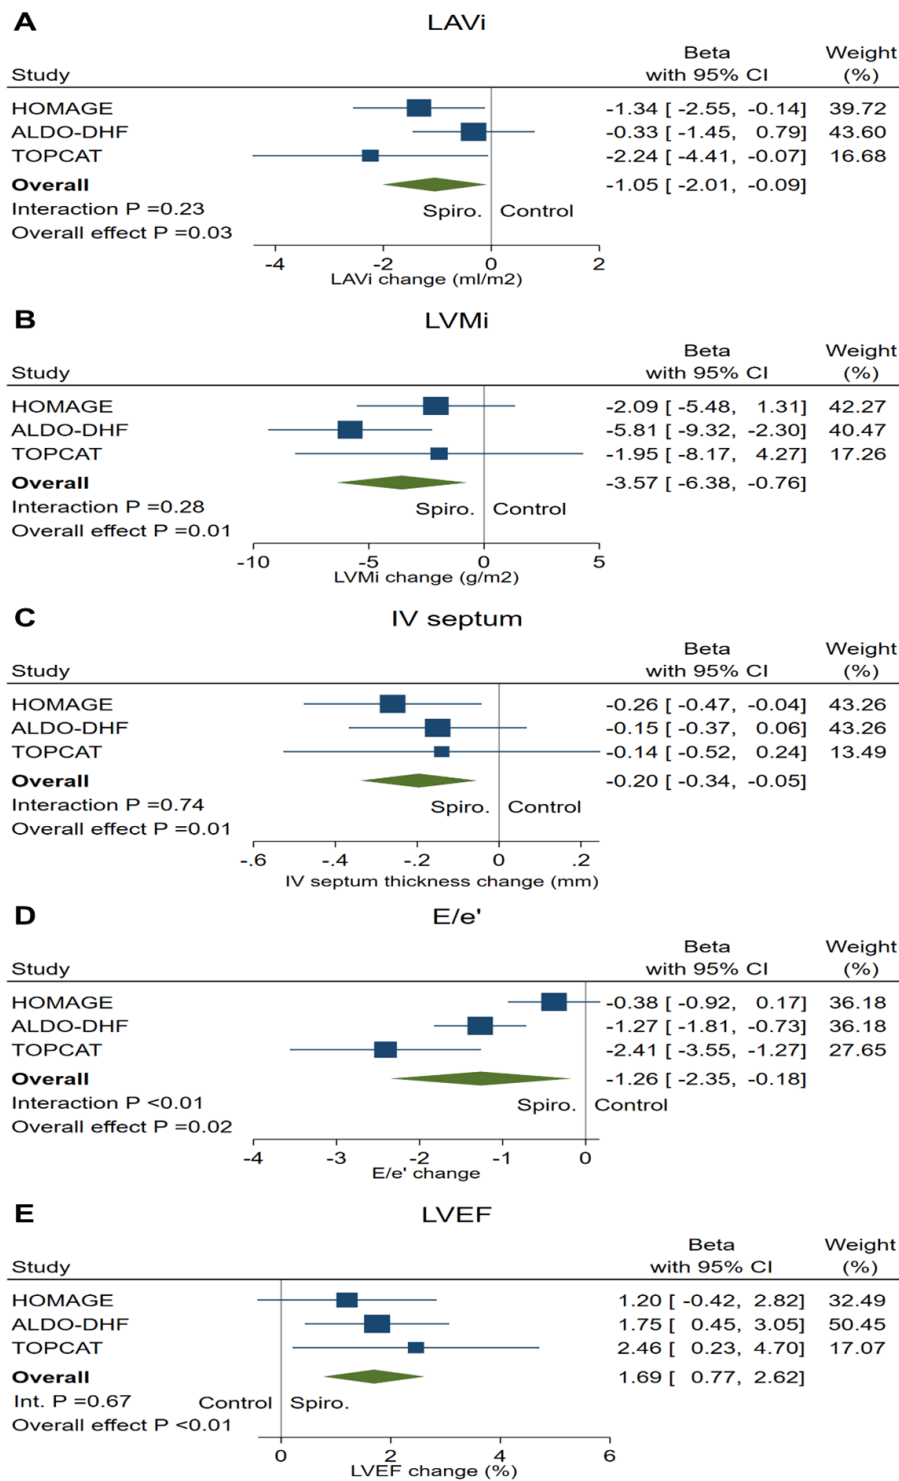 A
LAVi
Beta Weight
Study with 95% CI (%)
HOMAGE -1.34 [ -2.55, -0.14] 39.72
ALDO-DHF -0.33 [ -1.45, 0.79] 43.60
TOPCAT -2.24 [ -4.41, -0.07] 16.68
Overall -1.05 [ -2.01, -0.09]
Interaction P =0.23 Spiro. Control
Overall effect P =0.03
-4 -2 0 2
LAVi change (ml/m2)
B
LVMi
Beta Weight
Study with 95% CI (%)
HOMAGE -2.09 [ -5.48, 1.31] 42.27
ALDO-DHF -5.81 [ -9.32, -2.30] 40.47
TOPCAT -1.95 [ -8.17, 4.27] 17.26
Overall -3.57 [ -6.38, -0.76]
Interaction P =0.28 Spiro. Control
Overall effect P =0.01
-10 -5 0 5
LVMi change (g/m2)
C
IV septum
Beta Weight
Study with 95% CI (%)
HOMAGE -0.26 [ -0.47, -0.04] 43.26
ALDO-DHF -0.15 [ -0.37, 0.06] 43.26
TOPCAT -0.14 [ -0.52, 0.24] 13.49
Overall -0.20 [ -0.34, -0.05]
Interaction P =0.74 Spiro. Control
Overall effect P =0.01
-.6 -.4 -.2 0 .2
IV septum thickness change (mm)
D
E/e'
Beta Weight
Study with 95% CI (%)
HOMAGE -0.38 [ -0.92, 0.17] 36.18
ALDO-DHF -1.27 [ -1.81, -0.73] 36.18
TOPCAT -2.41 [ -3.55, -1.27] 27.65
Overall -1.26 [ -2.35, -0.18]
Interaction P <0.01 Spiro. Control
Overall effect P =0.02
-4 -3 -2 -1 0
E/e' change
E
LVEF
Beta Weight
Study with 95% CI (%)
HOMAGE 1.20 [ -0.42, 2.82] 32.49
ALDO-DHF 1.75 [ 0.45, 3.05] 50.45
TOPCAT 2.46 [ 0.23, 4.70] 17.07
Overall 1.69 [ 0.77, 2.62]
Int. P =0.67 Control Spiro.
Overall effect P <0.01
0 2 4 6
LVEF change (%)